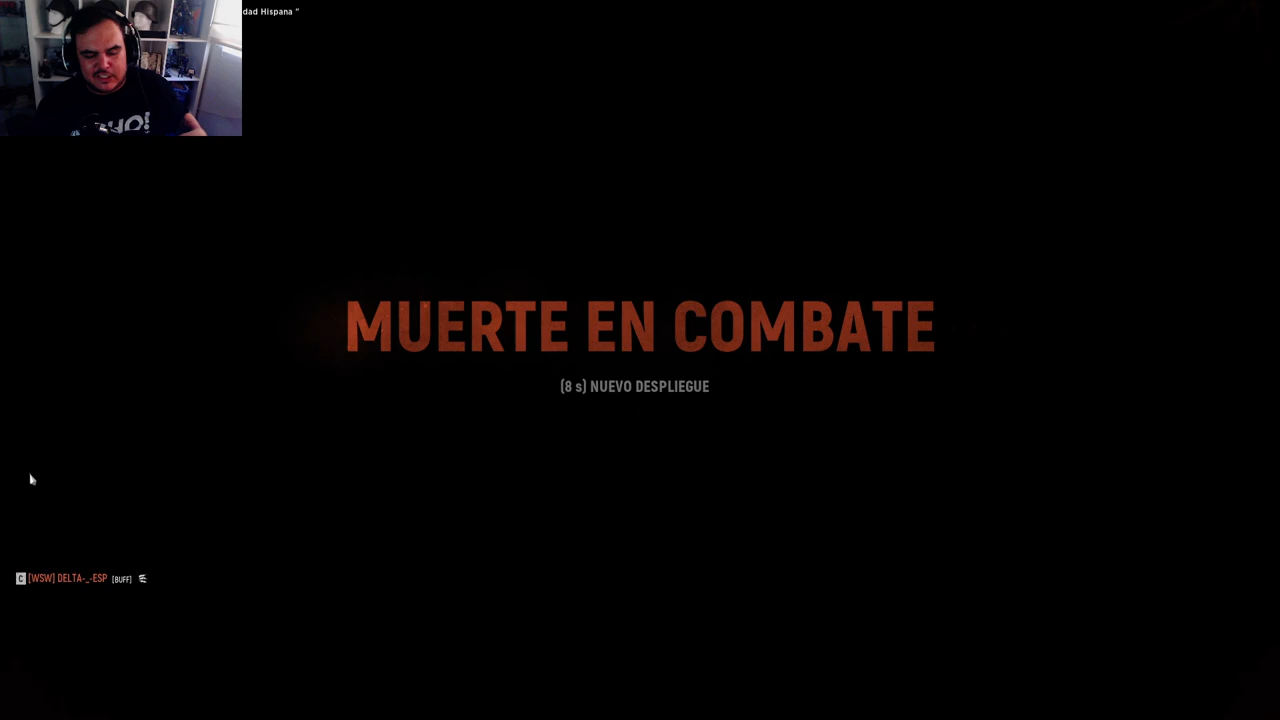 dad Hispana "
MUERTE EN COMBATE
(8 s) NUEVO DESPLIEGUE
C [WSW] DELTA-_-ESP [BUFF]